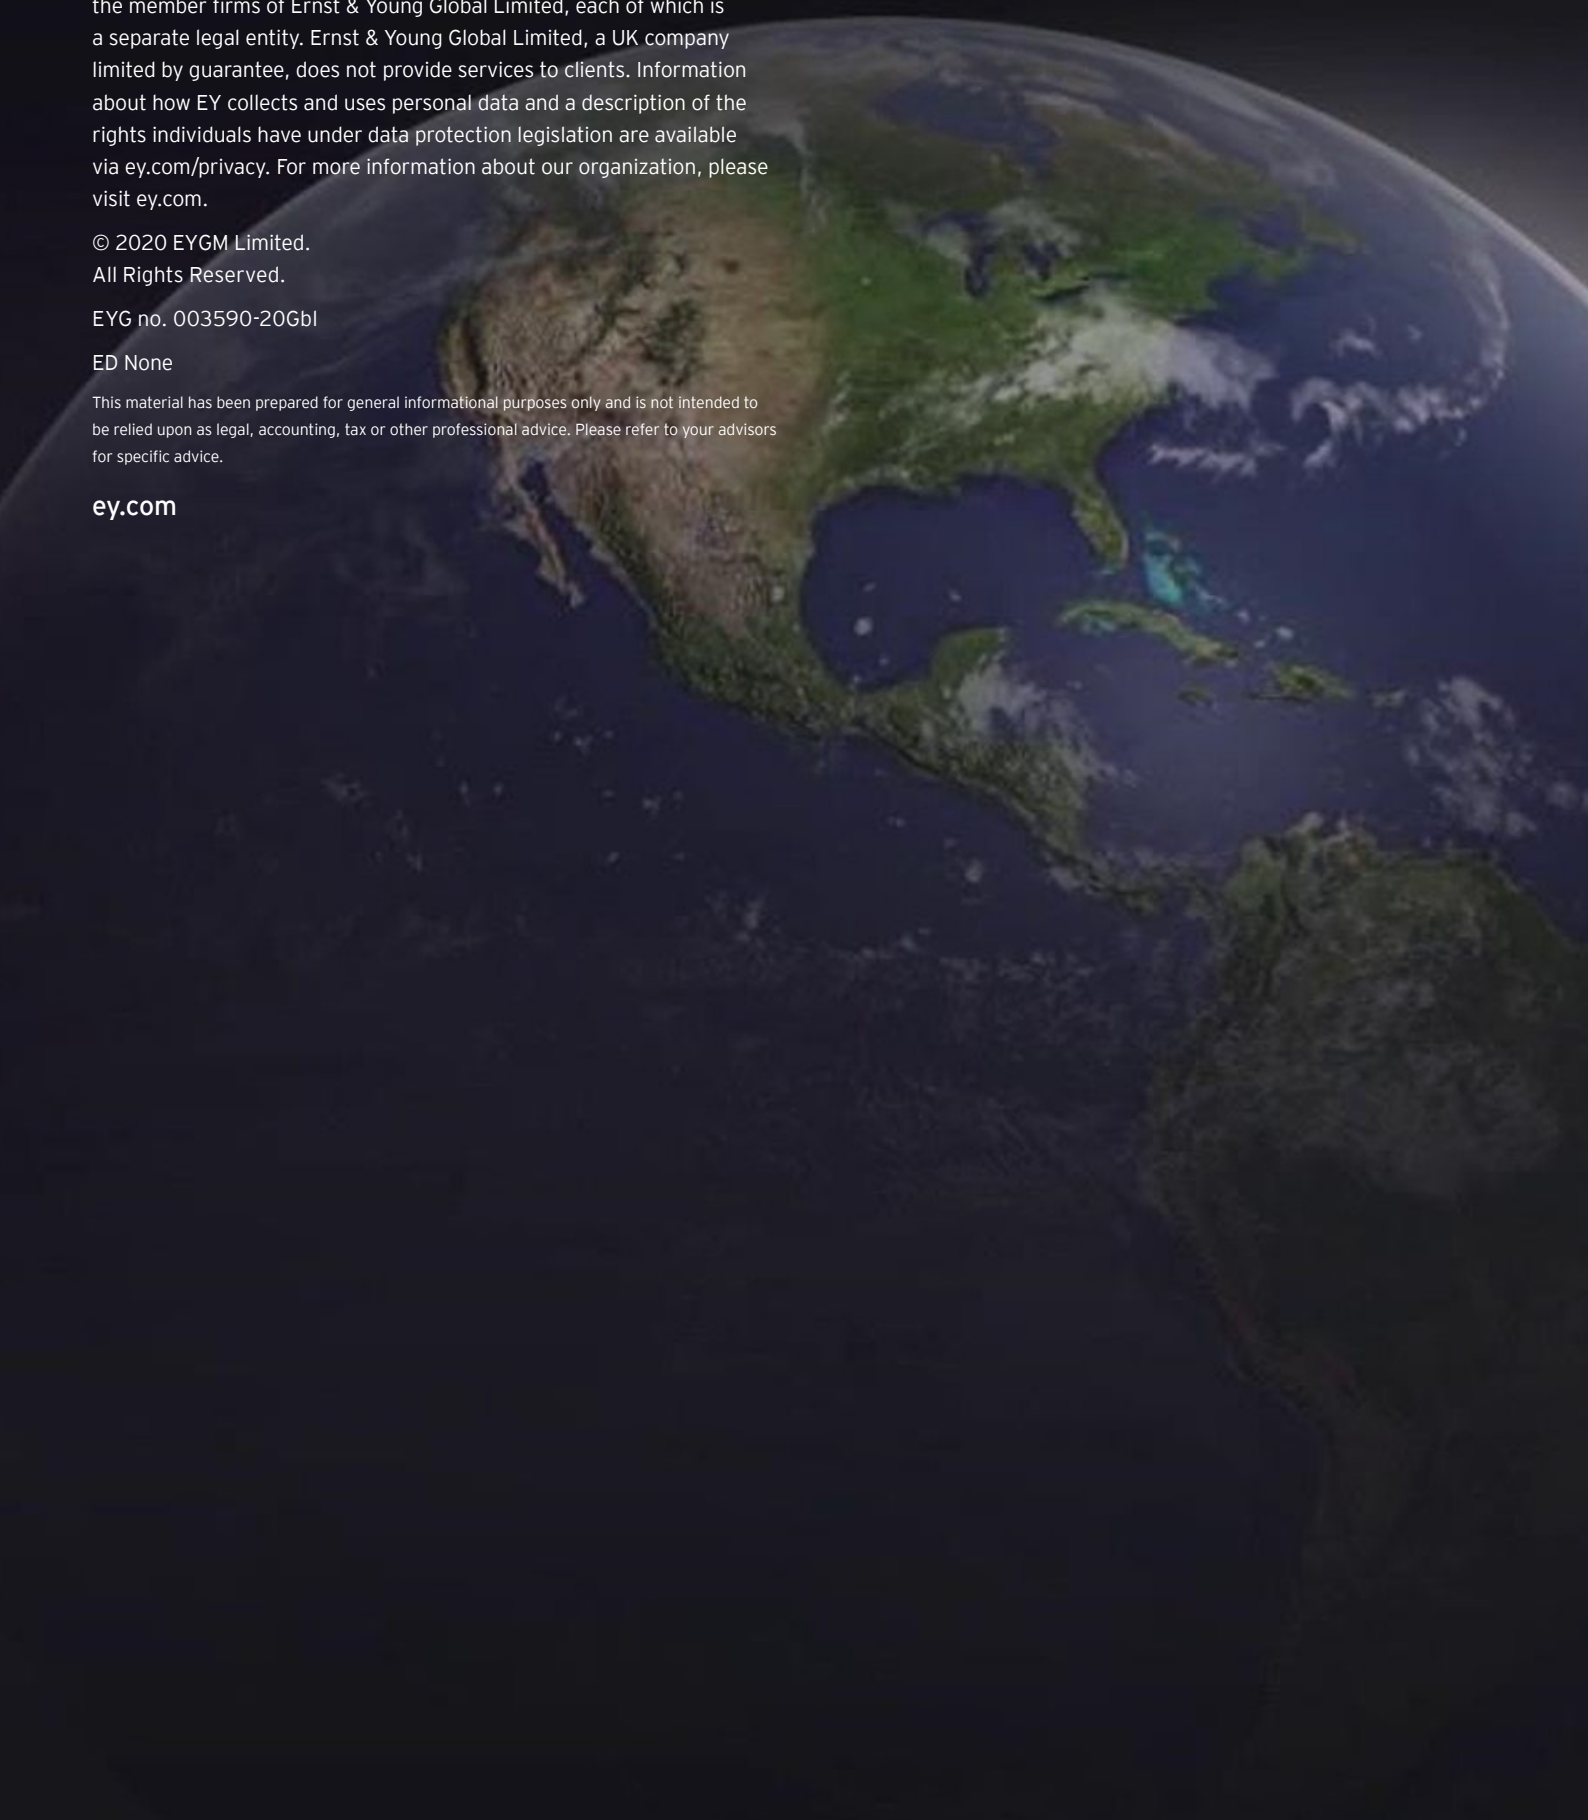 the member firms of Ernst & Young Global Limited, each of which is
a separate legal entity. Ernst & Young Global Limited, a UK company
limited by guarantee, does not provide services to clients. Information
about how EY collects and uses personal data and a description of the
rights individuals have under data protection legislation are available
via ey.com/privacy. For more information about our organization, please
visit ey.com.
© 2020 EYGM Limited.
All Rights Reserved.
EYG no. 003590-20Gbl
ED None
This material has been prepared for general informational purposes only and is not intended to
be relied upon as legal, accounting, tax or other professional advice. Please refer to your advisors
for specific advice.
ey.com